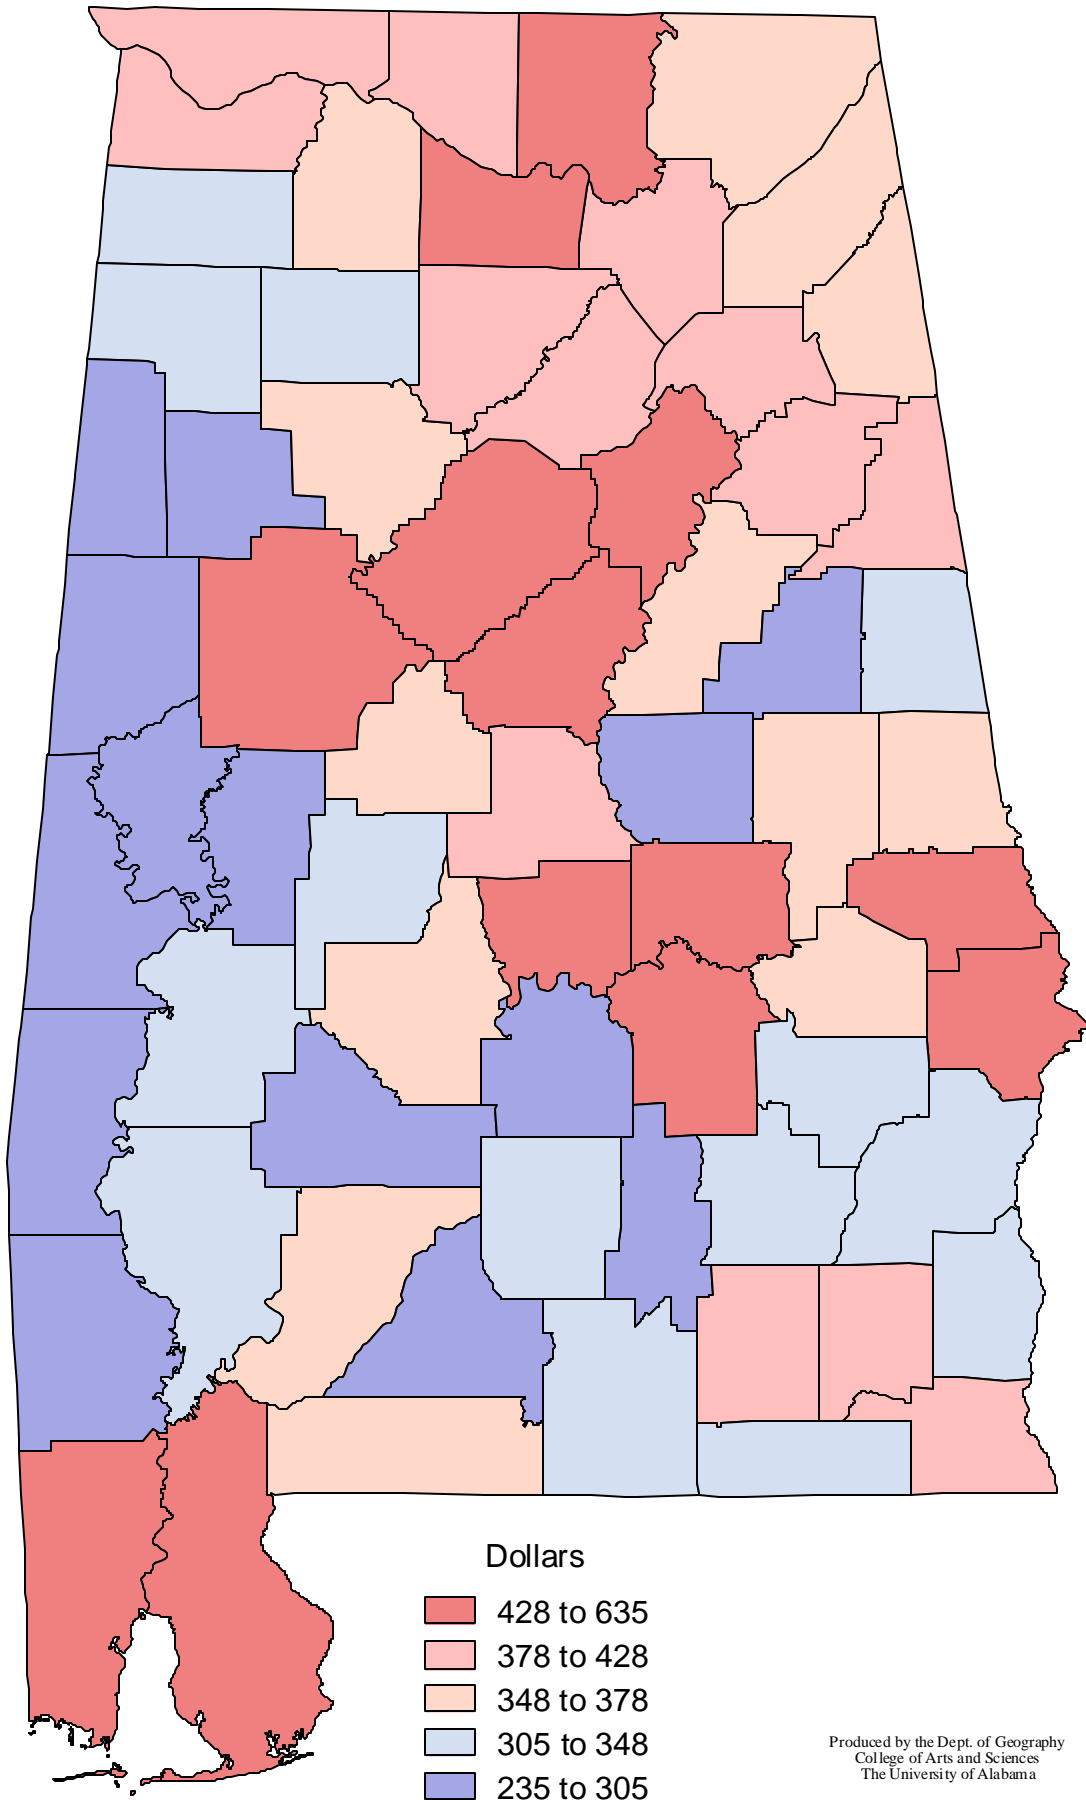 Dollars
428 to 635
378 to 428
348 to 378
305 to 348
235 to 305
Produced by the Dept. of Geography
College of Arts and Sciences
The University of Alabama